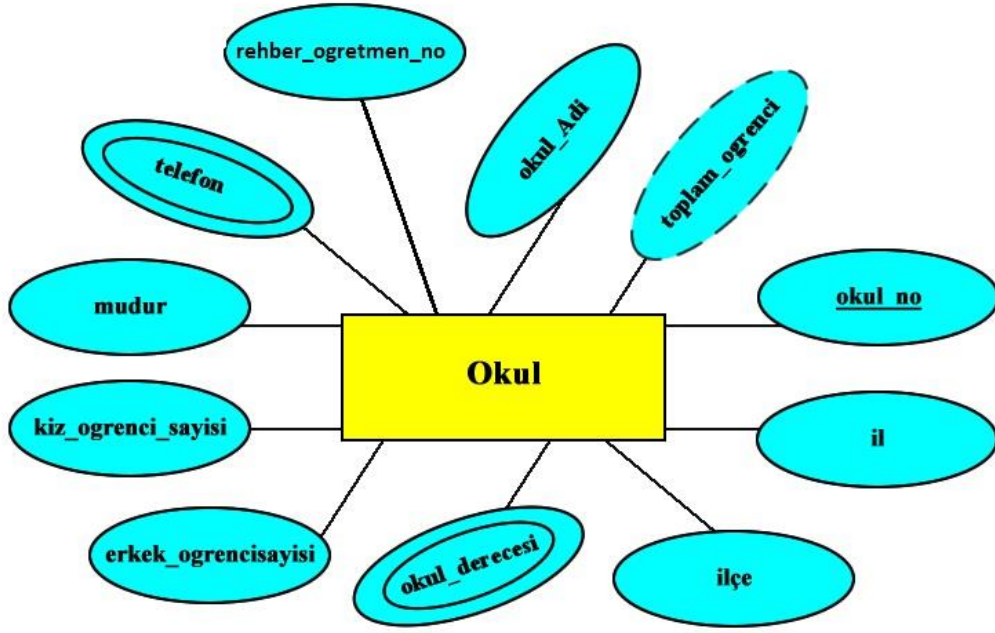 rehber_ogretmen_no
okul_Adi
toplam_ogrenci
telefon
mudur
okul_no
Okul
kiz_ogrenci_sayisi
il
erkek_ogrencisayisi
okul_derecesi
ilçe